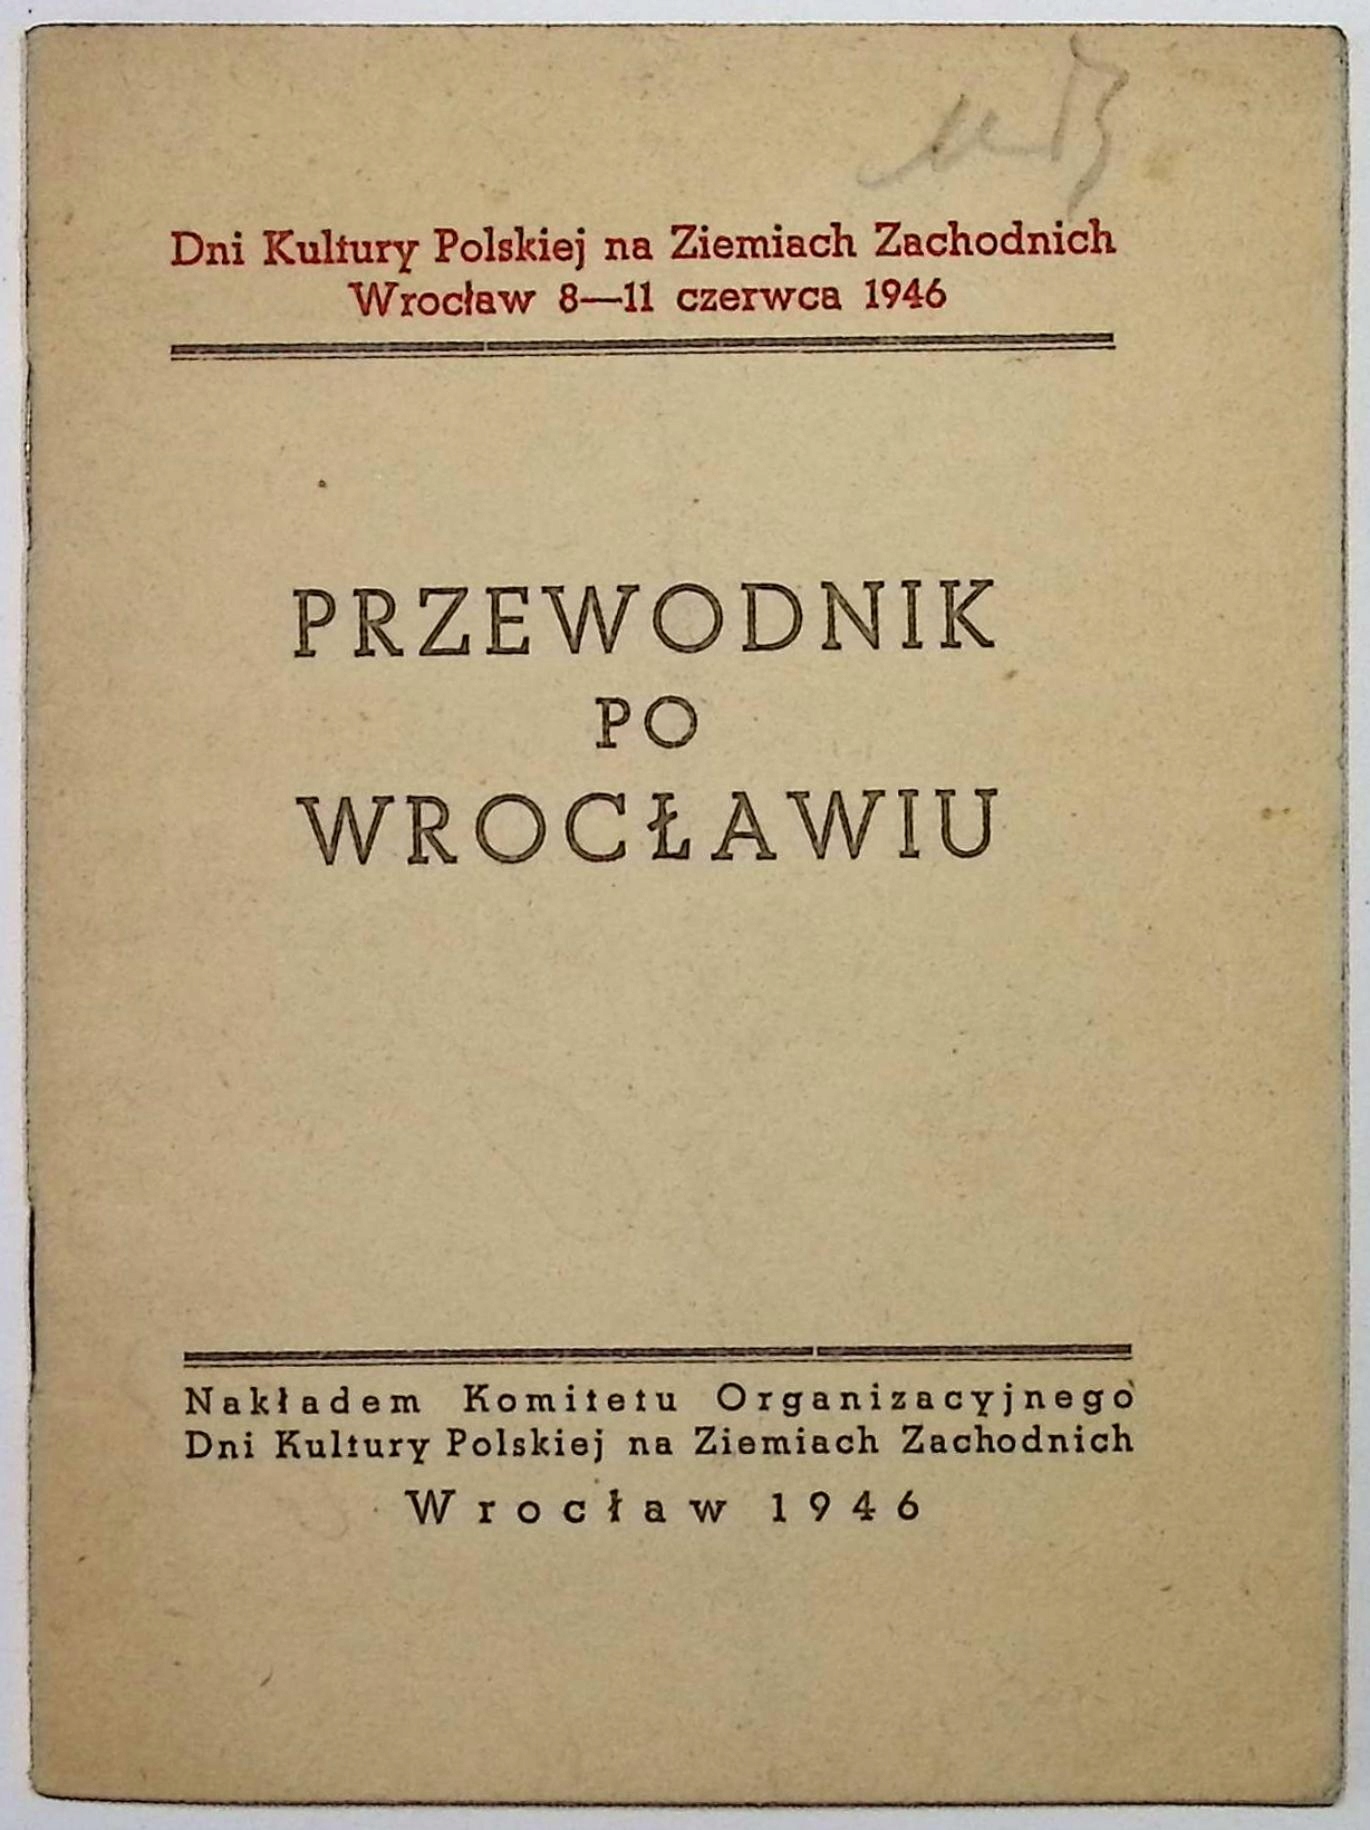 Dni Kultury Polskiej na Ziemiach Zachodnich
Wrocław 8—11 czerwca 1946
PRZEWODNIK
PO
WROCŁAWIU
Nakładem Komitetu Organizacyjnego
Dni Kultury Polskiej na Ziemiach Zachodnich
Wrocław 1946